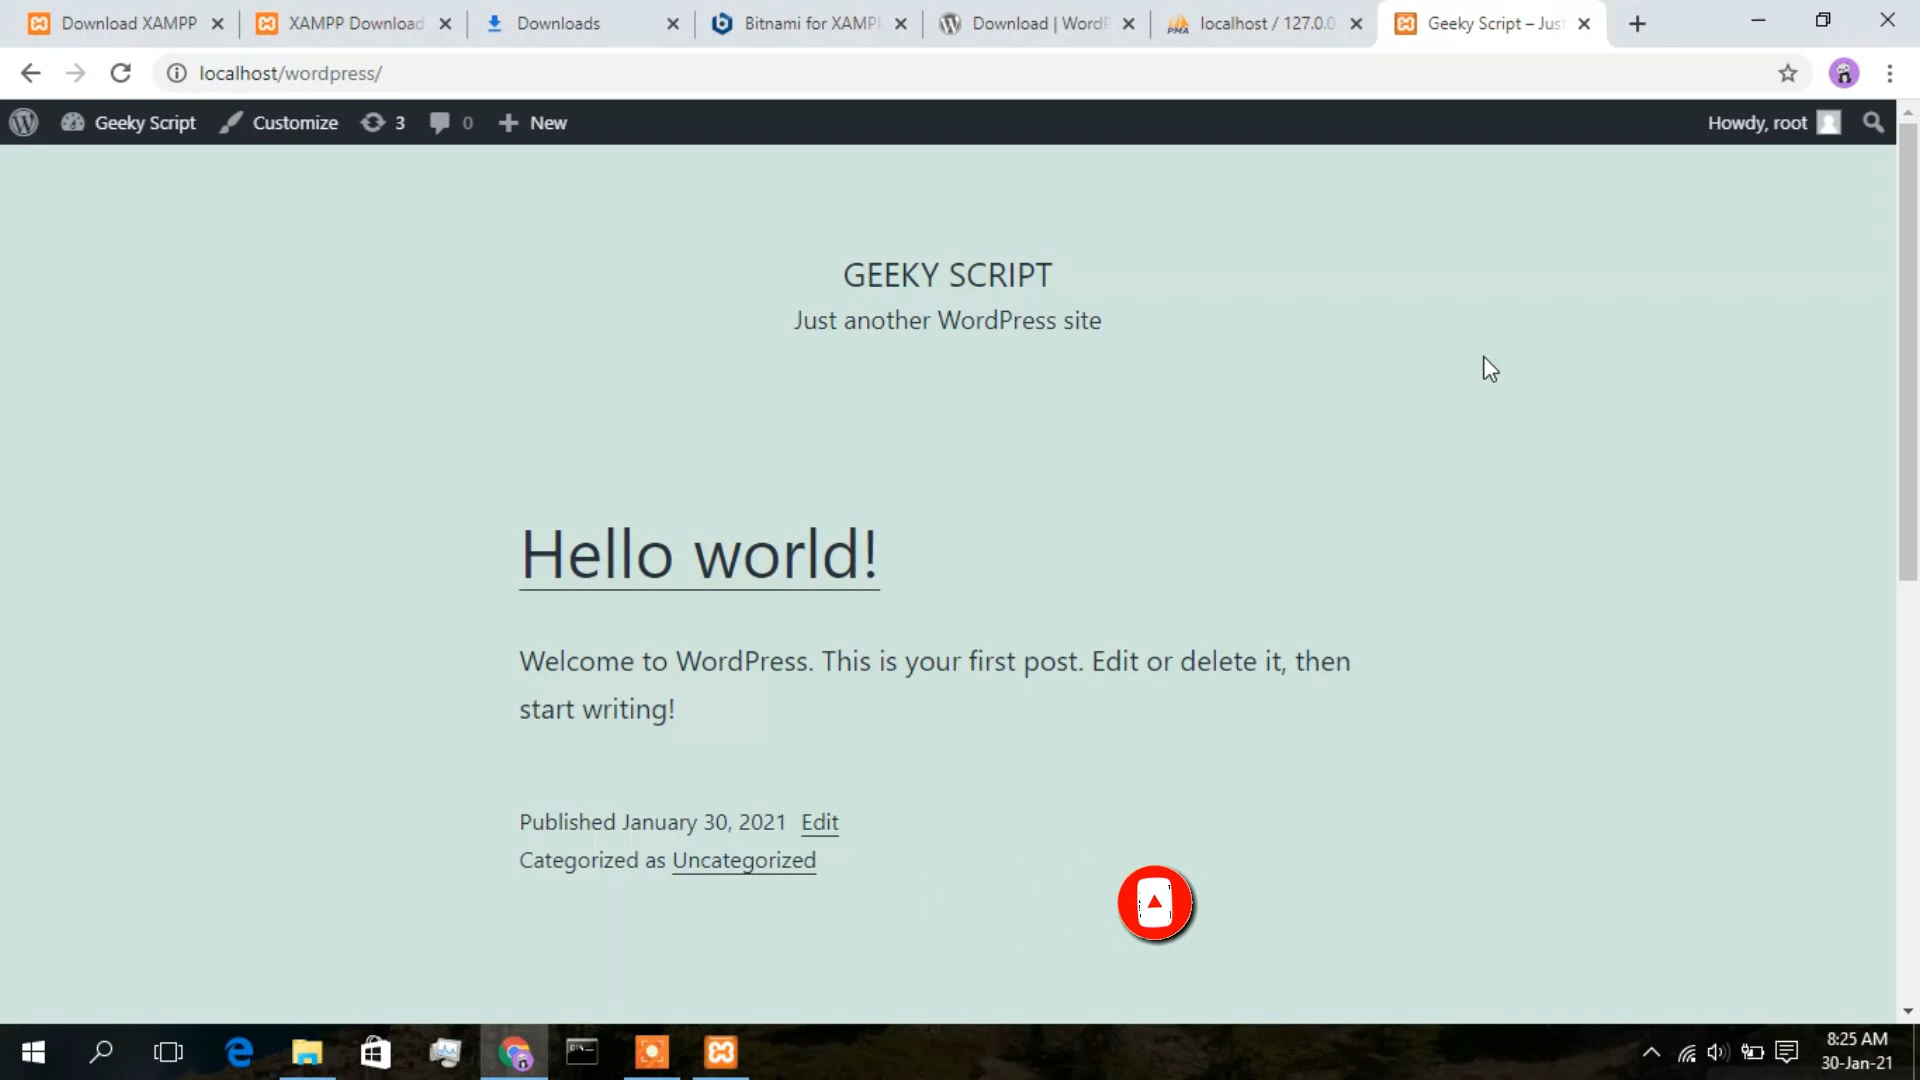 Download XAMPP
XAMPP Download
Downloads
Bitnami for XAMPP
Download | WordP
localhost / 127.0.0
Geeky Script – Jus
localhost/wordpress/
Geeky Script
Customize
3
0
New
Howdy, root
GEEKY SCRIPT
Just another WordPress site
Hello world!
Welcome to WordPress. This is your first post. Edit or delete it, then
start writing!
Published January 30, 2021 Edit
Categorized as Uncategorized
8:25 AM
30-Jan-21